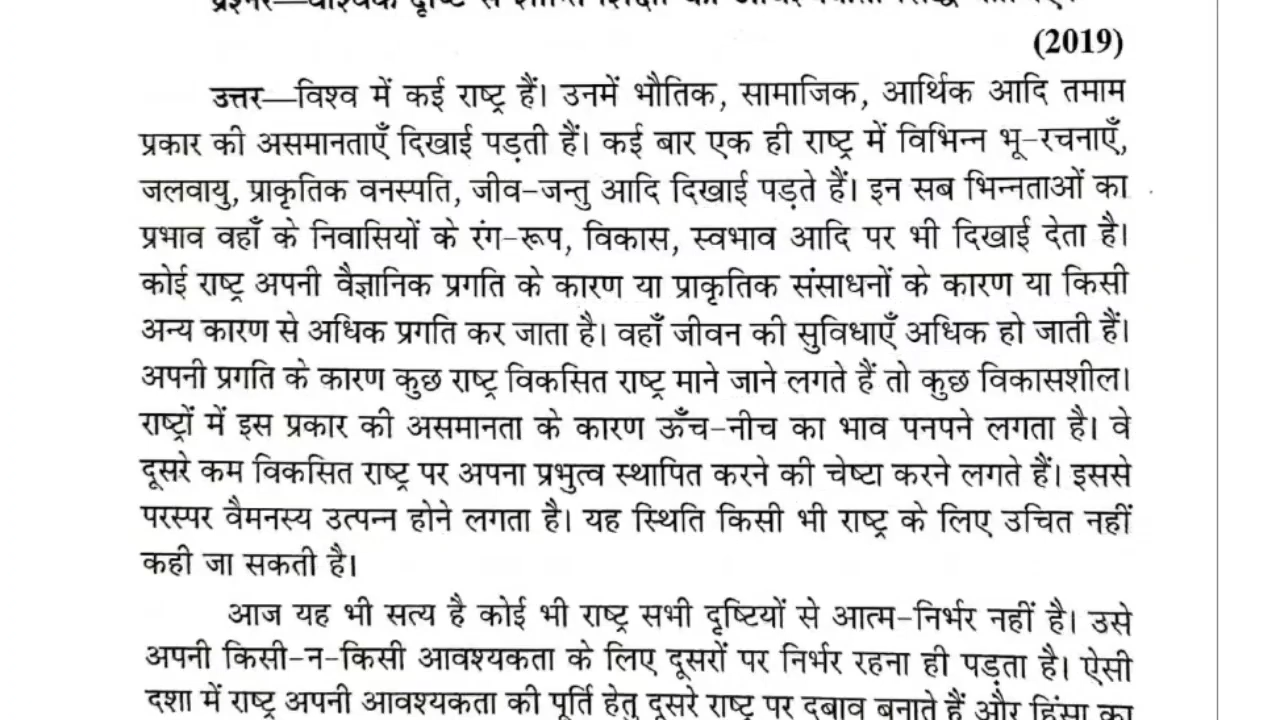 (2019)
उत्तर—विश्व में कई राष्ट्र हैं। उनमें भौतिक, सामाजिक, आर्थिक आदि तमाम
प्रकार की असमानताएँ दिखाई पड़ती हैं। कई बार एक ही राष्ट्र में विभिन्न भू-रचनाएँ,
जलवायु, प्राकृतिक वनस्पति, जीव-जन्तु आदि दिखाई पड़ते हैं। इन सब भिन्नताओं का
प्रभाव वहाँ के निवासियों के रंग-रूप, विकास, स्वभाव आदि पर भी दिखाई देता है।
कोई राष्ट्र अपनी वैज्ञानिक प्रगति के कारण या प्राकृतिक संसाधनों के कारण या किसी
अन्य कारण से अधिक प्रगति कर जाता है। वहाँ जीवन की सुविधाएँ अधिक हो जाती हैं।
अपनी प्रगति के कारण कुछ राष्ट्र विकसित राष्ट्र माने जाने लगते हैं तो कुछ विकासशील।
राष्ट्रों में इस प्रकार की असमानता के कारण ऊँच-नीच का भाव पनपने लगता है। वे
दूसरे कम विकसित राष्ट्र पर अपना प्रभुत्व स्थापित करने की चेष्टा करने लगते हैं। इससे
परस्पर वैमनस्य उत्पन्न होने लगता है। यह स्थिति किसी भी राष्ट्र के लिए उचित नहीं
कही जा सकती है।
आज यह भी सत्य है कोई भी राष्ट्र सभी दृष्टियों से आत्म-निर्भर नहीं है। उसे
अपनी किसी-न-किसी आवश्यकता के लिए दूसरों पर निर्भर रहना ही पड़ता है। ऐसी
दशा में राष्ट्र अपनी आवश्यकता की पूर्ति हेतु दूसरे राष्ट्र पर दबाव बनाते हैं और हिंसा का